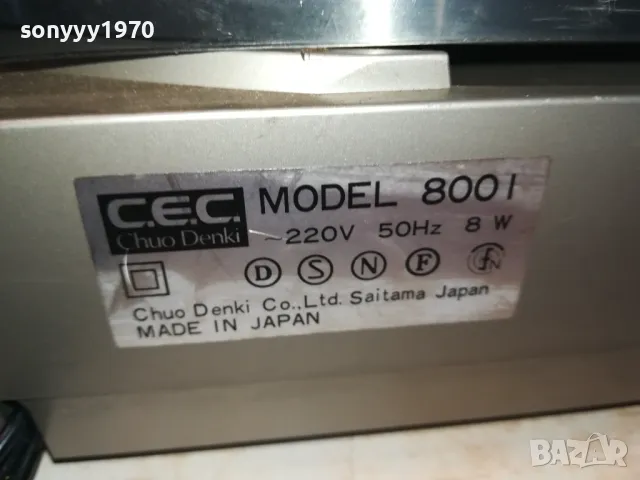 sonyyy1970
C.E.C.
Chuo Denki
MODEL 8001
~220V 50Hz 8 W
D S N F
Chuo Denki Co.,Ltd. Saitama Japan
MADE IN JAPAN
BAZAR